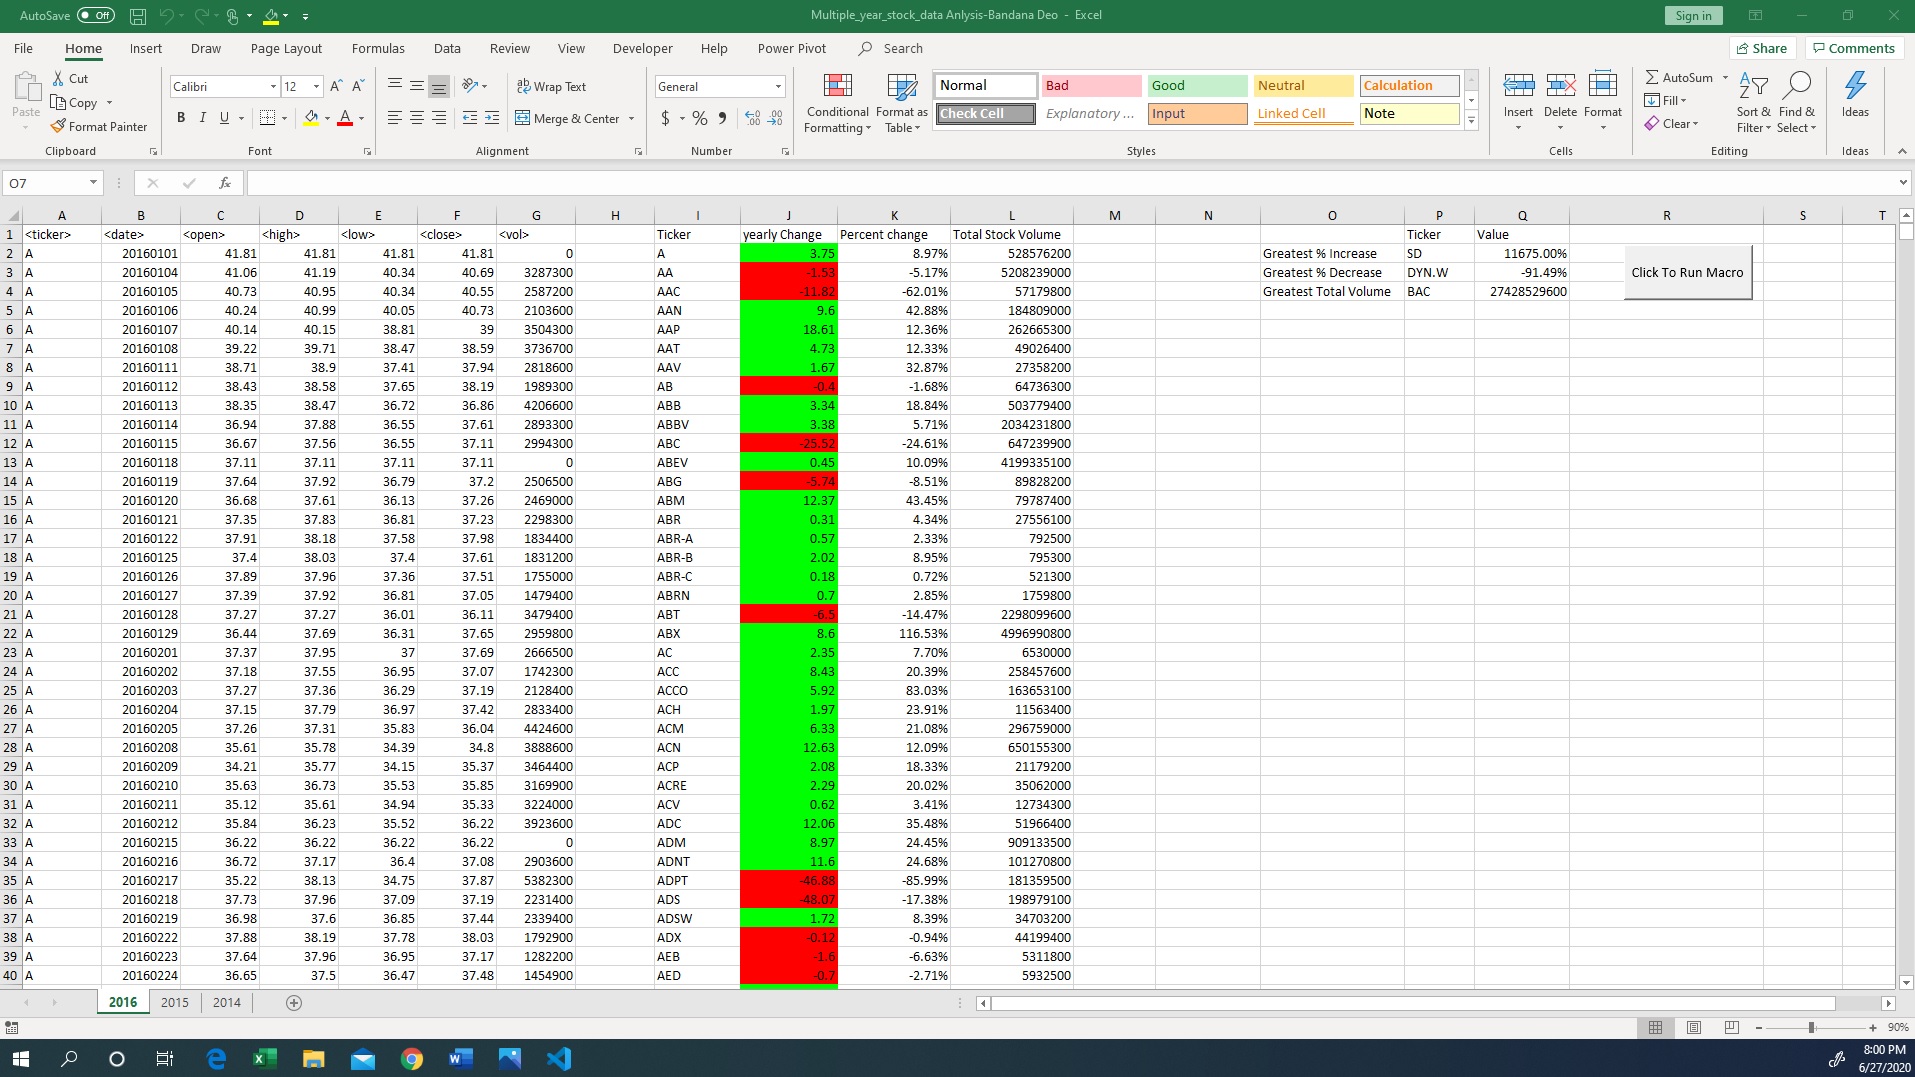 AutoSave Off Multiple_year_stock_data Anlysis-Bandana Deo - Excel Sign in
File Home Insert Draw Page Layout Formulas Data Review View Developer Help Power Pivot Search Share Comments
Paste Cut Copy Format Painter
Clipboard
Calibri 12 A A
B I U A
Font
Wrap Text
Merge & Center
Alignment
General
$ % 9
Number
Conditional Formatting
Format as Table
Normal Bad Good Neutral Calculation
Check Cell Explanatory ... Input Linked Cell Note
Styles
Insert Delete Format
Cells
AutoSum
Fill
Clear
Sort & Filter
Find & Select
Editing
Ideas
Ideas
O7 fx
A B C D E F G H I J K L M N O P Q R S T
1 <ticker> <date> <open> <high> <low> <close> <vol> Ticker yearly Change Percent change Total Stock Volume Ticker Value
2 A 20160101 41.81 41.81 41.81 41.81 0 A 3.75 8.97% 528576200 Greatest % Increase SD 11675.00%
3 A 20160104 41.06 41.19 40.34 40.69 3287300 AA -1.53 -5.17% 5208239000 Greatest % Decrease DYN.W -91.49% Click To Run Macro
4 A 20160105 40.73 40.95 40.34 40.55 2587200 AAC -11.82 -62.01% 57179800 Greatest Total Volume BAC 27428529600
5 A 20160106 40.24 40.99 40.05 40.73 2103600 AAN 9.6 42.88% 184809000
6 A 20160107 40.14 40.15 38.81 39 3504300 AAP 18.61 12.36% 262665300
7 A 20160108 39.22 39.71 38.47 38.59 3736700 AAT 4.73 12.33% 49026400
8 A 20160111 38.71 38.9 37.41 37.94 2818600 AAV 1.67 32.87% 27358200
9 A 20160112 38.43 38.58 37.65 38.19 1989300 AB -0.4 -1.68% 64736300
10 A 20160113 38.35 38.47 36.72 36.86 4206600 ABB 3.34 18.84% 503779400
11 A 20160114 36.94 37.88 36.55 37.61 2893300 ABBV 3.38 5.71% 2034231800
12 A 20160115 36.67 37.56 36.55 37.11 2994300 ABC -25.52 -24.61% 647239900
13 A 20160118 37.11 37.11 37.11 37.11 0 ABEV 0.45 10.09% 4199335100
14 A 20160119 37.64 37.92 36.79 37.2 2506500 ABG -5.74 -8.51% 89828200
15 A 20160120 36.68 37.61 36.13 37.26 2469000 ABM 12.37 43.45% 79787400
16 A 20160121 37.35 37.83 36.81 37.23 2298300 ABR 0.31 4.34% 27556100
17 A 20160122 37.91 38.18 37.58 37.98 1834400 ABR-A 0.57 2.33% 792500
18 A 20160125 37.4 38.03 37.4 37.61 1831200 ABR-B 2.02 8.95% 795300
19 A 20160126 37.89 37.96 37.36 37.51 1755000 ABR-C 0.18 0.72% 521300
20 A 20160127 37.39 37.92 36.81 37.05 1479400 ABRN 0.7 2.85% 1759800
21 A 20160128 37.27 37.27 36.01 36.11 3479400 ABT -6.5 -14.47% 2298099600
22 A 20160129 36.44 37.69 36.31 37.65 2959800 ABX 8.6 116.53% 4996990800
23 A 20160201 37.37 37.95 37 37.69 2666500 AC 2.35 7.70% 6530000
24 A 20160202 37.18 37.55 36.95 37.07 1742300 ACC 8.43 20.39% 258457600
25 A 20160203 37.27 37.36 36.29 37.19 2128400 ACCO 5.92 83.03% 163653100
26 A 20160204 37.15 37.79 36.97 37.42 2833400 ACH 1.97 23.91% 11563400
27 A 20160205 37.26 37.31 35.83 36.04 4424600 ACM 6.33 21.08% 296759000
28 A 20160208 35.61 35.78 34.39 34.8 3888600 ACN 12.63 12.09% 650155300
29 A 20160209 34.21 35.77 34.15 35.37 3464400 ACP 2.08 18.33% 21179200
30 A 20160210 35.63 36.73 35.53 35.85 3169900 ACRE 2.29 20.02% 35062000
31 A 20160211 35.12 35.61 34.94 35.33 3224000 ACV 0.62 3.41% 12734300
32 A 20160212 35.84 36.23 35.52 36.22 3923600 ADC 12.06 35.48% 51966400
33 A 20160215 36.22 36.22 36.22 36.22 0 ADM 8.97 24.45% 909133500
34 A 20160216 36.72 37.17 36.4 37.08 2903600 ADNT 11.6 24.68% 101270800
35 A 20160217 35.22 38.13 34.75 37.87 5382300 ADPT -46.88 -85.99% 181359500
36 A 20160218 37.73 37.96 37.09 37.19 2231400 ADS -48.07 -17.38% 198979100
37 A 20160219 36.98 37.6 36.85 37.44 2339400 ADSW 1.72 8.39% 34703200
38 A 20160222 37.88 38.19 37.78 38.03 1792900 ADX -0.12 -0.94% 44199400
39 A 20160223 37.64 37.96 36.95 37.17 1282200 AEB -1.6 -6.63% 5311800
40 A 20160224 36.65 37.5 36.47 37.48 1454900 AED -0.7 -2.71% 5932500
2016 2015 2014
90%
8:00 PM
6/27/2020